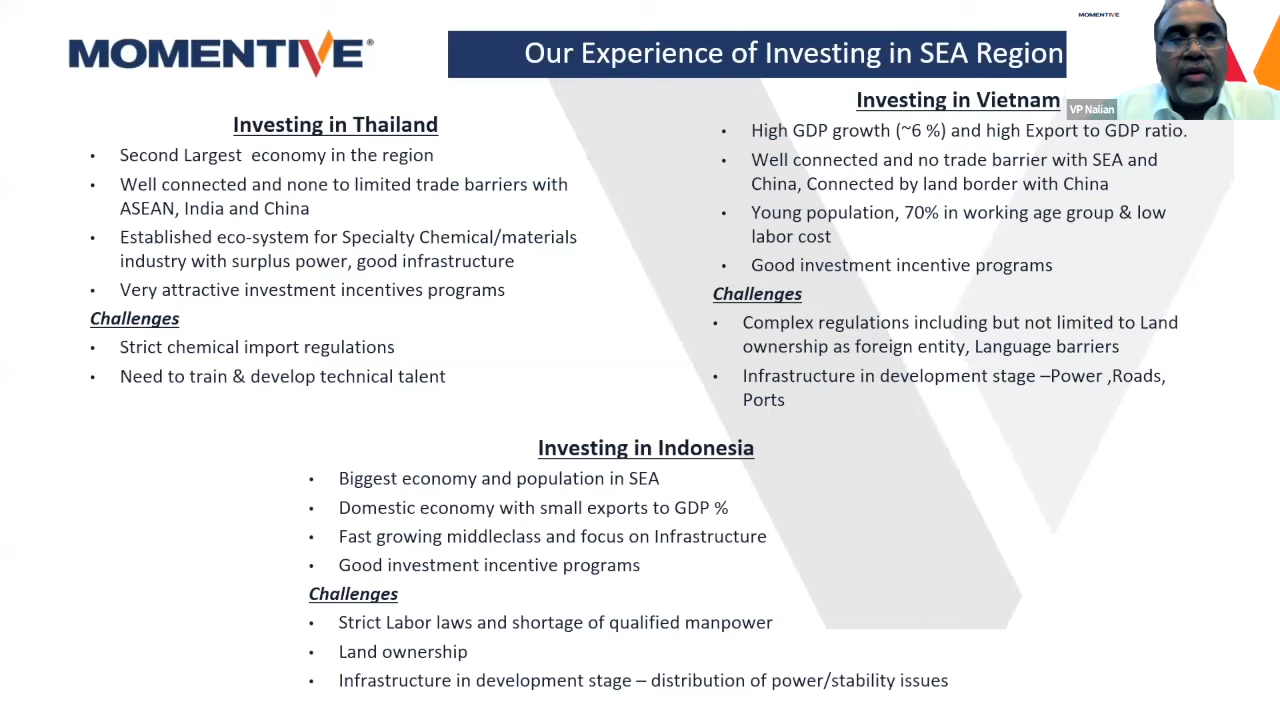 MOMENTIVE®
Our Experience of Investing in SEA Region
MOMENTIVE
VP Nalian
Investing in Thailand
• Second Largest economy in the region
• Well connected and none to limited trade barriers with
ASEAN, India and China
• Established eco-system for Specialty Chemical/materials
industry with surplus power, good infrastructure
• Very attractive investment incentives programs
Challenges
• Strict chemical import regulations
• Need to train & develop technical talent
Investing in Vietnam
• High GDP growth (~6 %) and high Export to GDP ratio.
• Well connected and no trade barrier with SEA and
China, Connected by land border with China
• Young population, 70% in working age group & low
labor cost
• Good investment incentive programs
Challenges
• Complex regulations including but not limited to Land
ownership as foreign entity, Language barriers
• Infrastructure in development stage –Power ,Roads,
Ports
Investing in Indonesia
• Biggest economy and population in SEA
• Domestic economy with small exports to GDP %
• Fast growing middleclass and focus on Infrastructure
• Good investment incentive programs
Challenges
• Strict Labor laws and shortage of qualified manpower
• Land ownership
• Infrastructure in development stage – distribution of power/stability issues